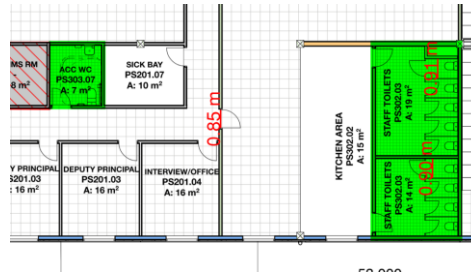 MS RM
8 m²
ACC WC
PS303.07
A: 7 m²
SICK BAY
PS201.07
A: 10 m²
0.85 m
KITCHEN AREA
PS302.02
A: 15 m²
STAFF TOILETS
PS302.03
A: 19 m²
0.91 m
STAFF TOILETS
PS302.03
A: 14 m²
0.90 m
Y PRINCIPAL
201.03
: 16 m²
DEPUTY PRINCIPAL
PS201.03
A: 16 m²
INTERVIEW/OFFICE
PS201.04
A: 16 m²